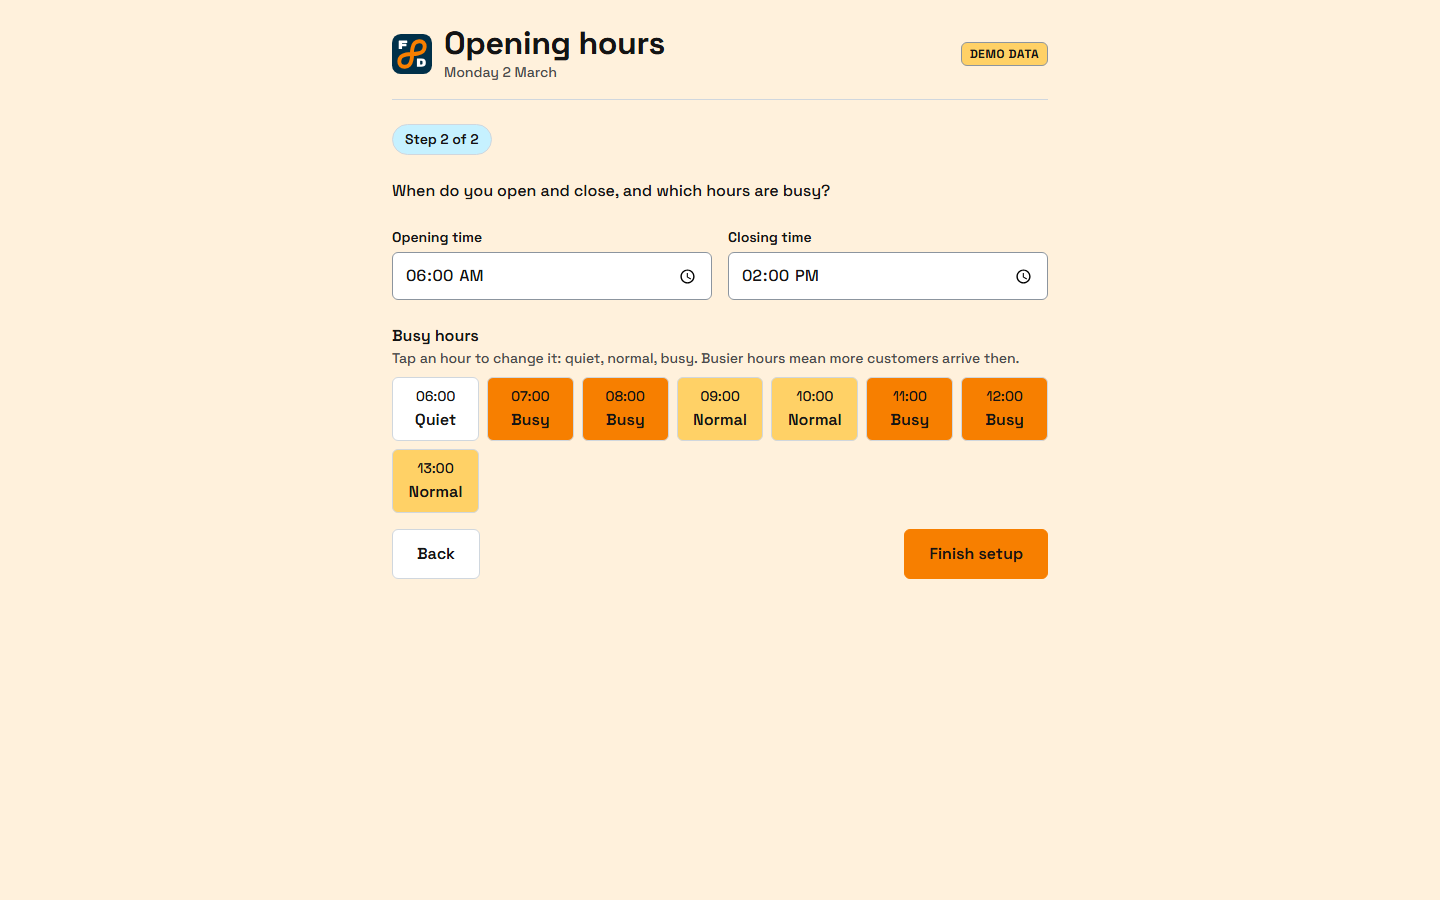 F D
Opening hours
Monday 2 March
DEMO DATA
Step 2 of 2
When do you open and close, and which hours are busy?
Opening time
Closing time
06:00 AM
02:00 PM
Busy hours
Tap an hour to change it: quiet, normal, busy. Busier hours mean more customers arrive then.
06:00 07:00 08:00 09:00 10:00 11:00 12:00
Quiet Busy Busy Normal Normal Busy Busy
13:00
Normal
Back
Finish setup